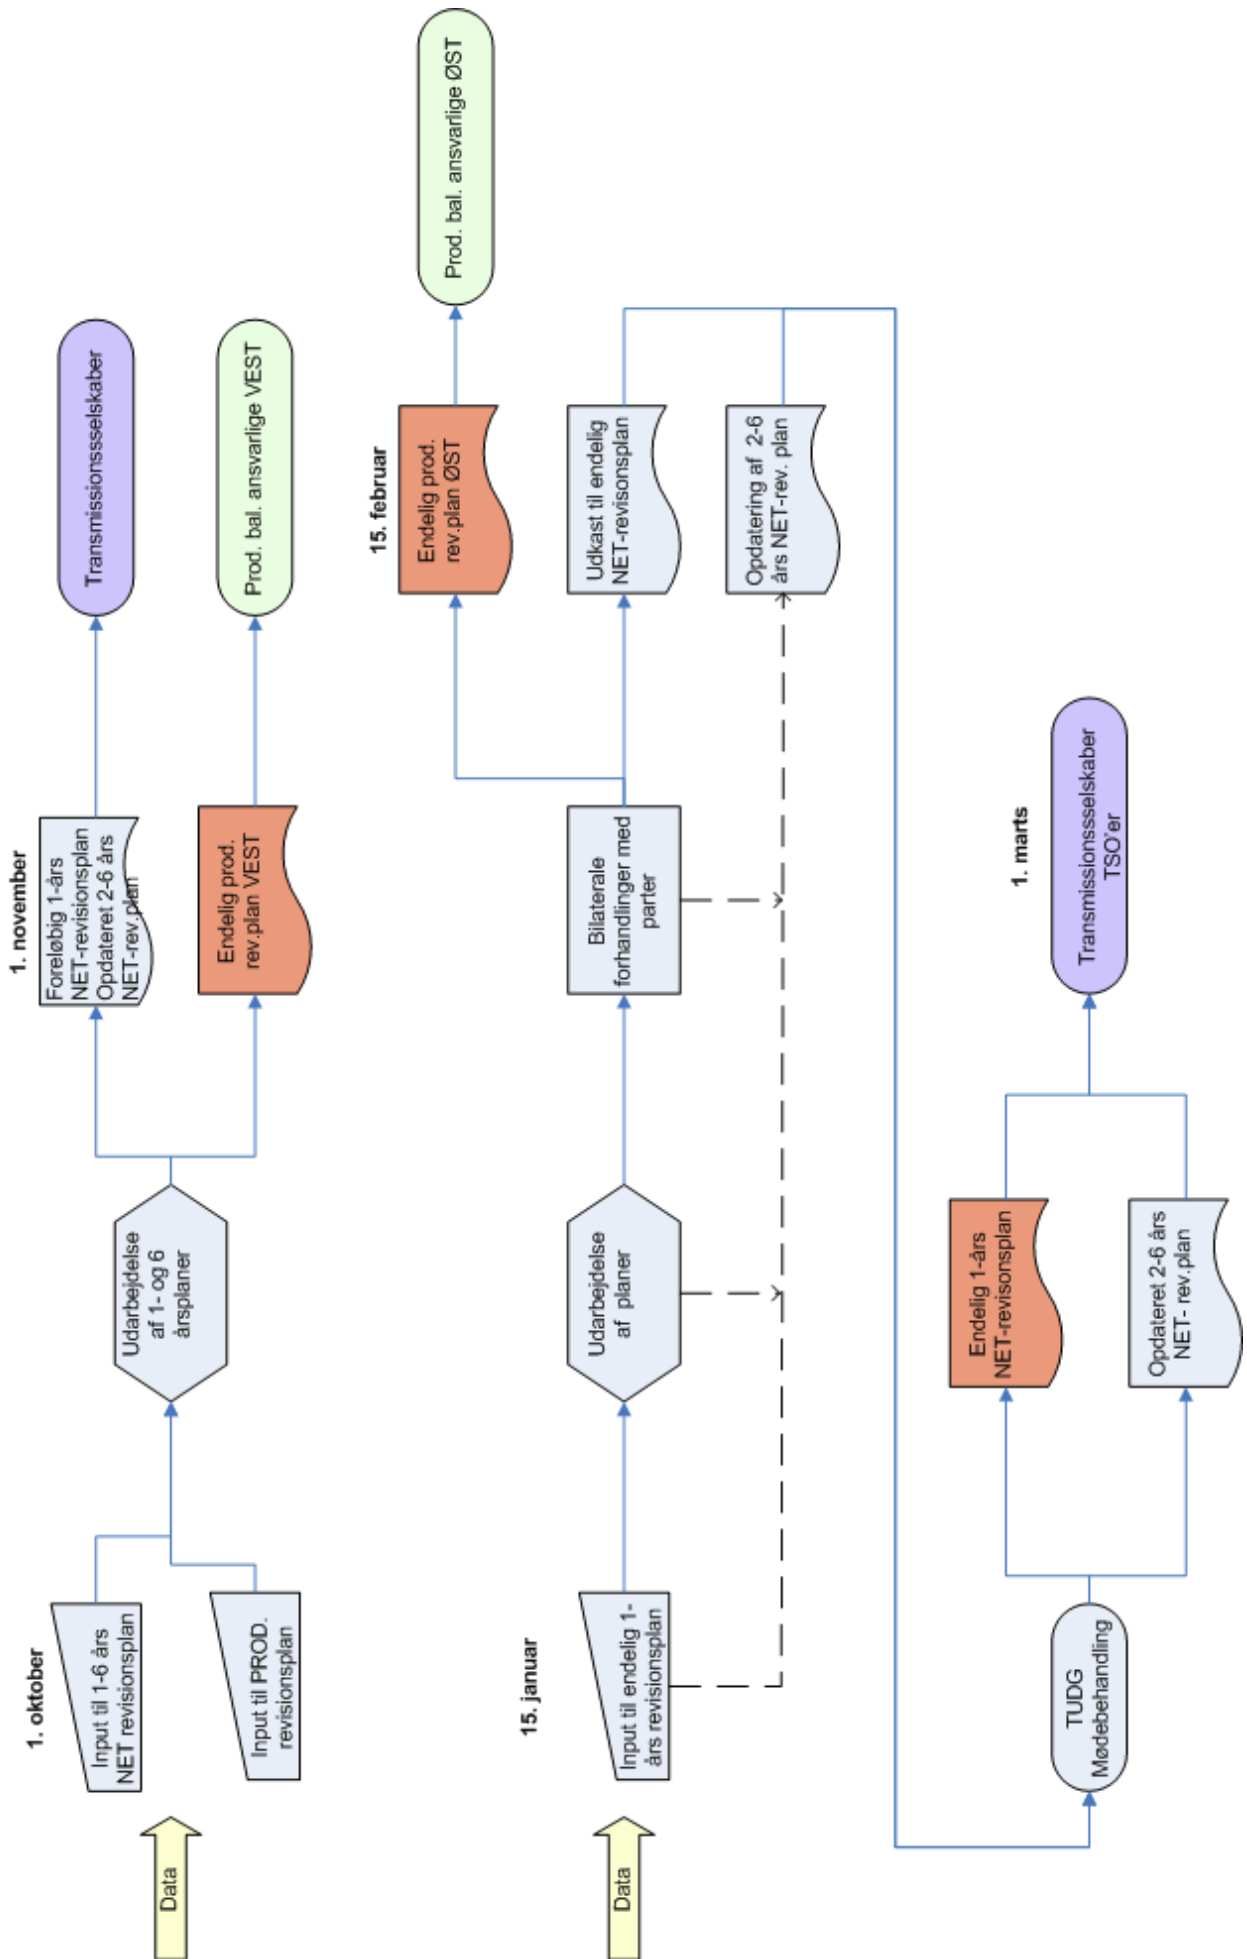 1. oktober
1. november
Data
Input til 1-6 års
NET revisionsplan
Input til PROD.
revisionsplan
Udarbejdelse
af 1- og 6
årsplaner
Foreløbig 1-års
NET-revisionsplan
Opdateret 2-6 års
NET-rev.plan
Endelig prod.
rev.plan VEST
Transmissionssselskaber
Prod. bal. ansvarlige VEST
15. januar
15. februar
Data
Input til endelig 1-
års revisionsplan
Udarbejdelse
af planer
Bilaterale
forhandlinger med
parter
Endelig prod.
rev.plan ØST
Udkast til endelig
NET-revisonsplan
Opdatering af 2-6
års NET-rev. plan
Prod. bal. ansvarlige ØST
1. marts
TUDG
Mødebehandling
Endelig 1-års
NET-revisonsplan
Opdateret 2-6 års
NET- rev.plan
Transmissionssselskaber
TSO'er